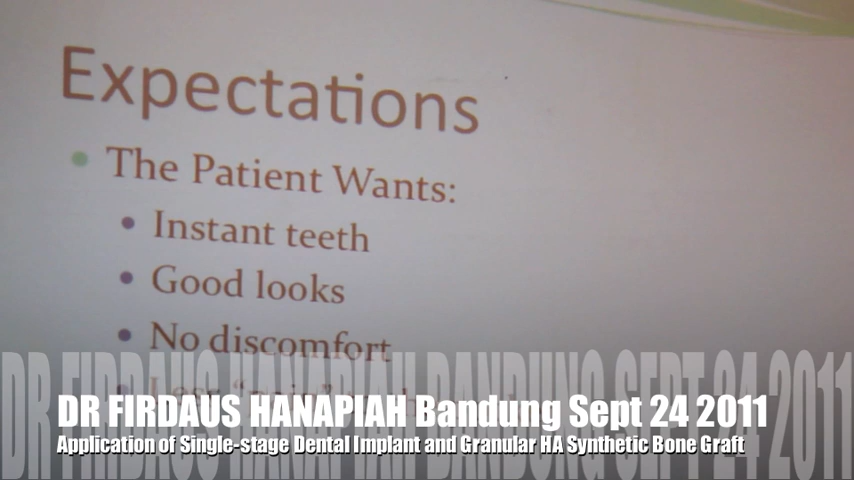 Expectations
The Patient Wants:
Instant teeth
Good looks
No discomfort
DR FIRDAUS HANAPIAH BANDUNG SEPT 24 2011
DR FIRDAUS HANAPIAH Bandung Sept 24 2011
Application of Single-stage Dental Implant and Granular HA Synthetic Bone Graft